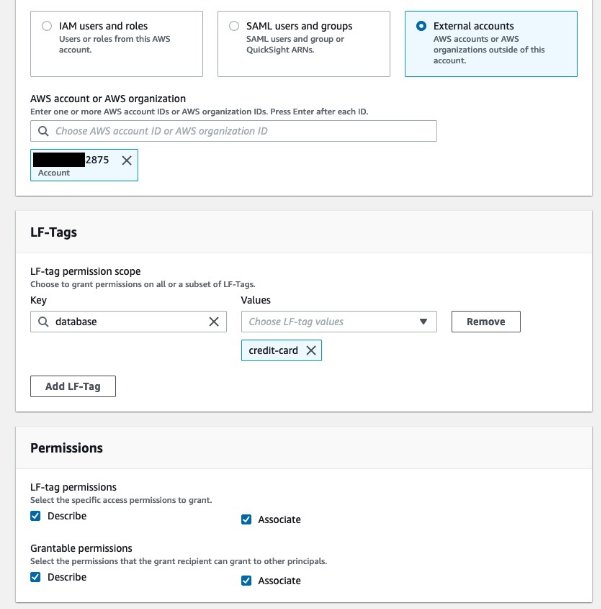 IAM users and roles
Users or roles from this AWS
account.
SAML users and groups
SAML users and group or
QuickSight ARNs.
External accounts
AWS accounts or AWS
organizations outside of this
account.
AWS account or AWS organization
Enter one or more AWS account IDs or AWS organization IDs. Press Enter after each ID.
Choose AWS account ID or AWS organization ID
2875
Account
LF-Tags
LF-tag permission scope
Choose to grant permissions on all or a subset of LF-Tags.
Key
Values
database
Choose LF-tag values
Remove
credit-card
Add LF-Tag
Permissions
LF-tag permissions
Select the specific access permissions to grant.
Describe
Associate
Grantable permissions
Select the permissions that the grant recipient can grant to other principals.
Describe
Associate